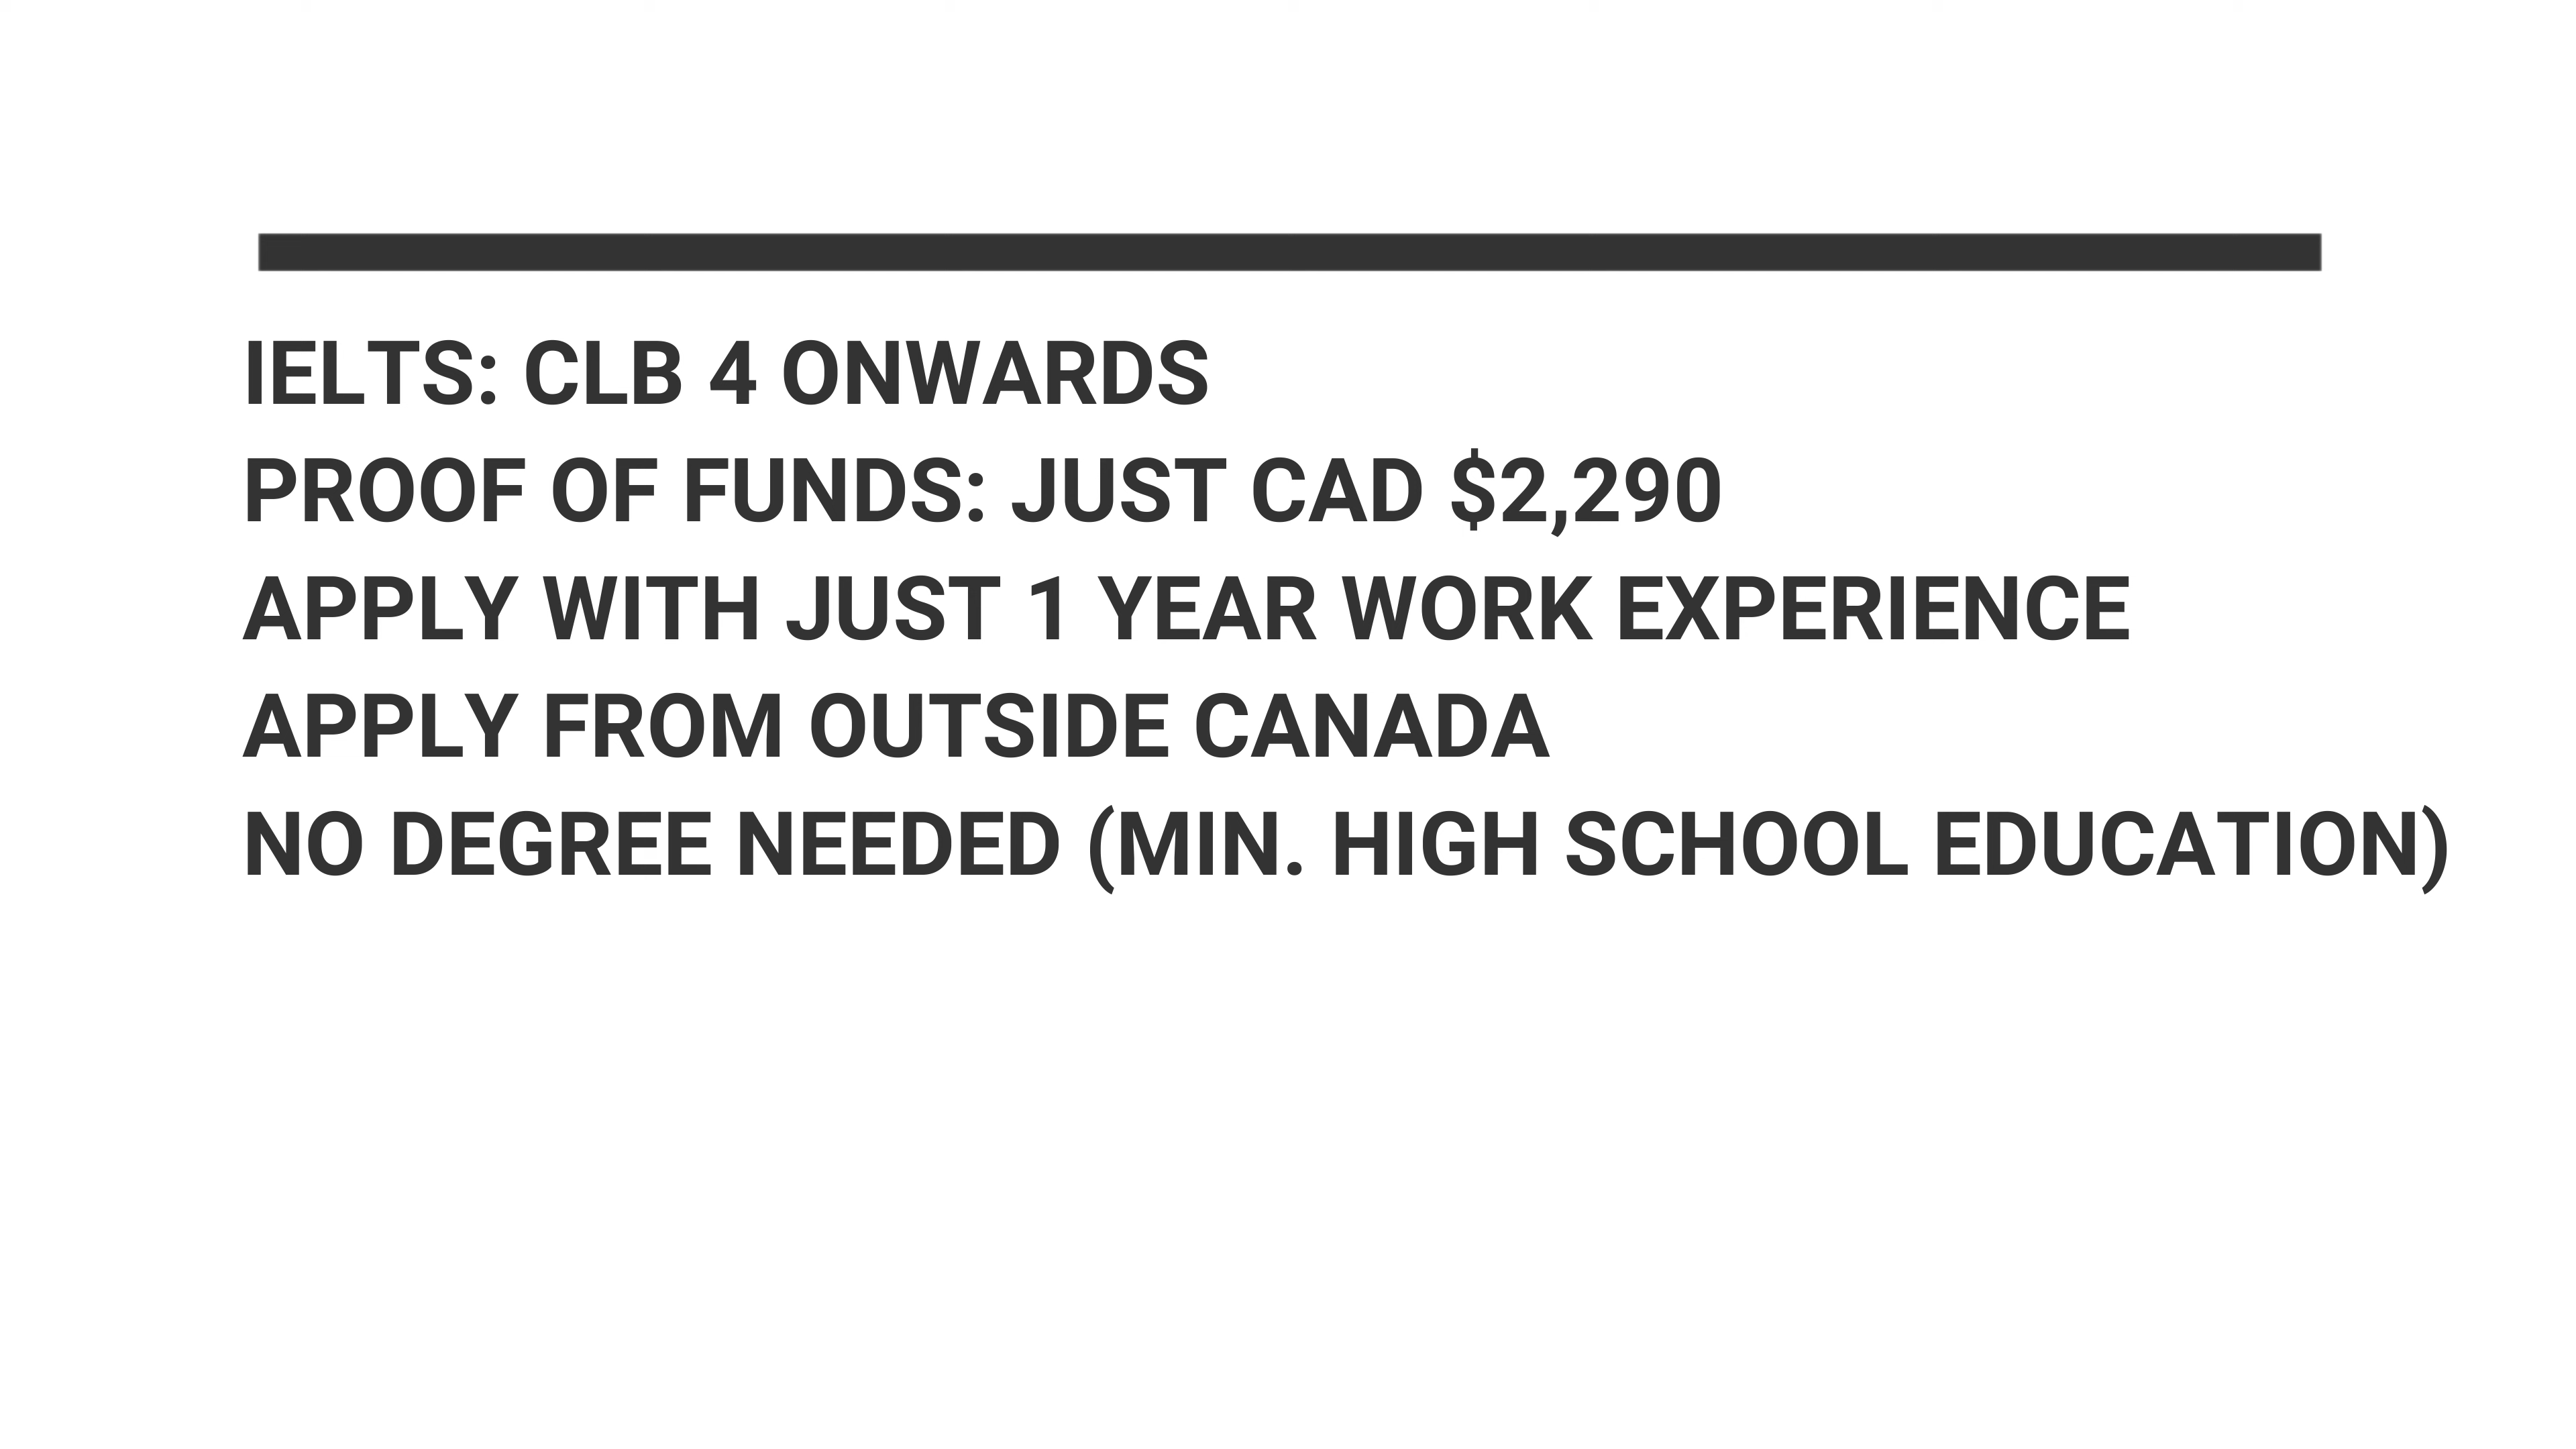 IELTS: CLB 4 ONWARDS
PROOF OF FUNDS: JUST CAD $2,290
APPLY WITH JUST 1 YEAR WORK EXPERIENCE
APPLY FROM OUTSIDE CANADA
NO DEGREE NEEDED (MIN. HIGH SCHOOL EDUCATION)